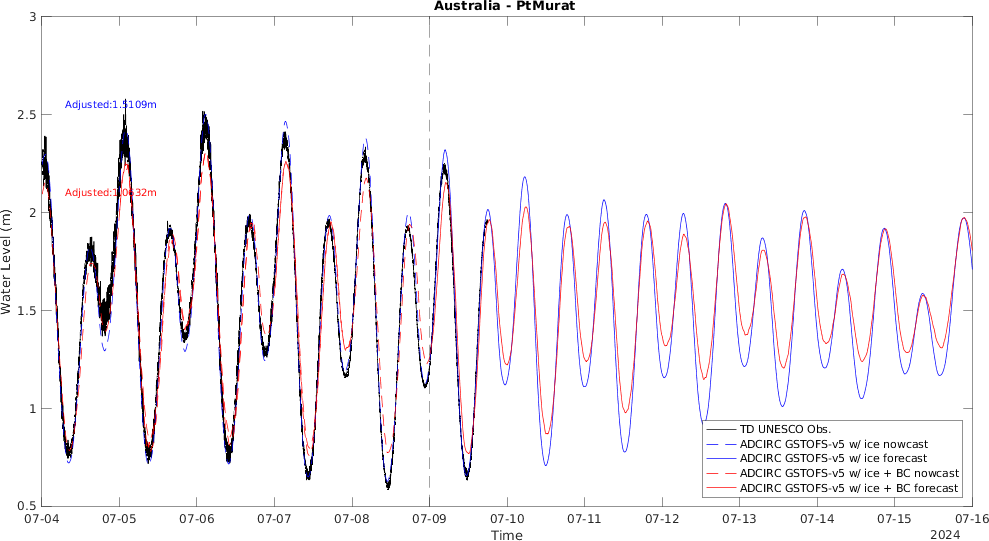 Australia - PtMurat
3
2.5
2
1.5
1
0.5
Water Level (m)
Adjusted:1.5109m
Adjusted:1.0632m
TD UNESCO Obs.
ADCIRC GSTOFS-v5 w/ ice nowcast
ADCIRC GSTOFS-v5 w/ ice forecast
ADCIRC GSTOFS-v5 w/ ice + BC nowcast
ADCIRC GSTOFS-v5 w/ ice + BC forecast
07-04 07-05 07-06 07-07 07-08 07-09 07-10 07-11 07-12 07-13 07-14 07-15 07-16
Time
2024